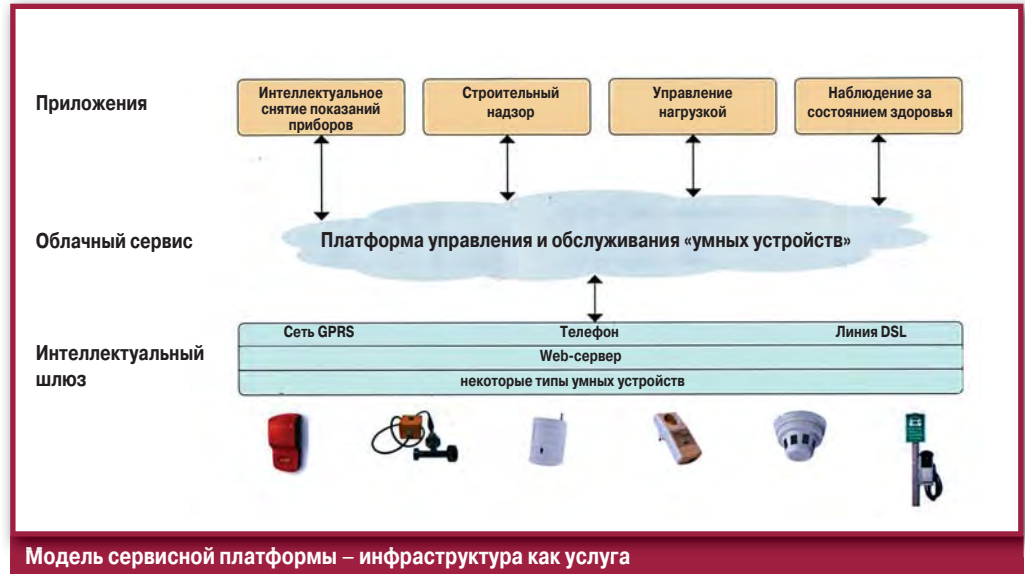 Приложения
Интеллектуальное
снятие показаний
приборов
Строительный
надзор
Управление
нагрузкой
Наблюдение за
состоянием здоровья
Облачный сервис
Платформа управления и обслуживания «умных устройств»
Интеллектуальный
шлюз
Сеть GPRS Телефон Линия DSL
Web-сервер
некоторые типы умных устройств
Модель сервисной платформы – инфраструктура как услуга